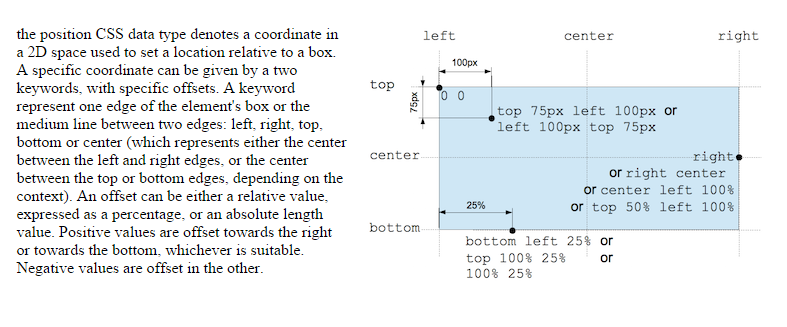 the position CSS data type denotes a coordinate in
a 2D space used to set a location relative to a box.
A specific coordinate can be given by a two
keywords, with specific offsets. A keyword
represent one edge of the element's box or the
medium line between two edges: left, right, top,
bottom or center (which represents either the center
between the left and right edges, or the center
between the top or bottom edges, depending on the
context). An offset can be either a relative value,
expressed as a percentage, or an absolute length
value. Positive values are offset towards the right
or towards the bottom, whichever is suitable.
Negative values are offset in the other.
left center right
100px
top
75px
0 0
top 75px left 100px or
left 100px top 75px
center
right
or right center
or center left 100%
or top 50% left 100%
25%
bottom
bottom left 25% or
top 100% 25% or
100% 25%